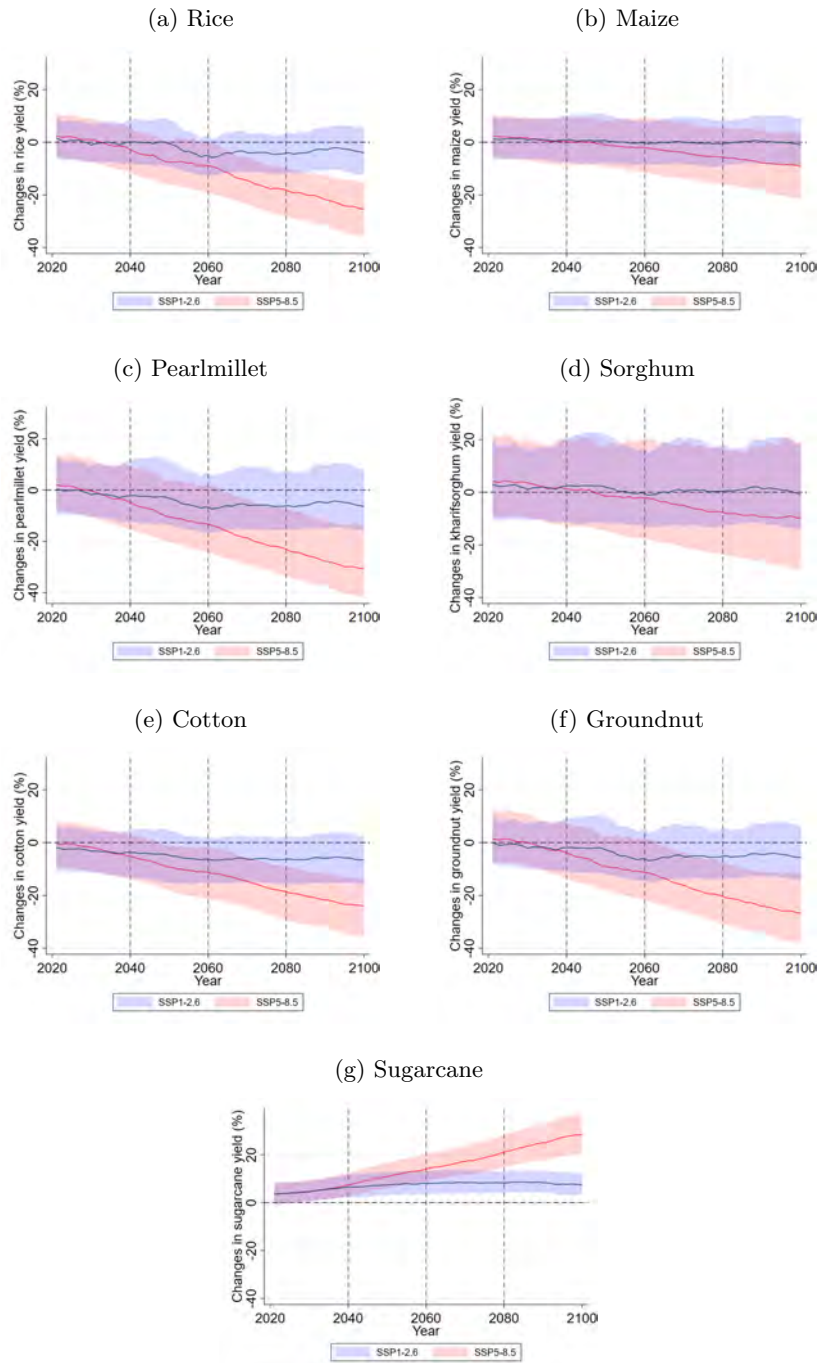 (a) Rice
(b) Maize
Changes in rice yield (%)
20
0
-20
-40
2020 2040 2060 2080 2100
Year
SSP1-2.6 SSP5-8.5
Changes in maize yield (%)
20
0
-20
-40
2020 2040 2060 2080 2100
Year
SSP1-2.6 SSP5-8.5
(c) Pearlmillet
(d) Sorghum
Changes in pearlmillet yield (%)
20
0
-20
-40
2020 2040 2060 2080 2100
Year
SSP1-2.6 SSP5-8.5
Changes in kharifsorghum yield (%)
20
0
-20
-40
2020 2040 2060 2080 2100
Year
SSP1-2.6 SSP5-8.5
(e) Cotton
(f) Groundnut
Changes in cotton yield (%)
20
0
-20
-40
2020 2040 2060 2080 2100
Year
SSP1-2.6 SSP5-8.5
Changes in groundnut yield (%)
20
0
-20
-40
2020 2040 2060 2080 2100
Year
SSP1-2.6 SSP5-8.5
(g) Sugarcane
Changes in sugarcane yield (%)
20
0
-20
-40
2020 2040 2060 2080 2100
Year
SSP1-2.6 SSP5-8.5